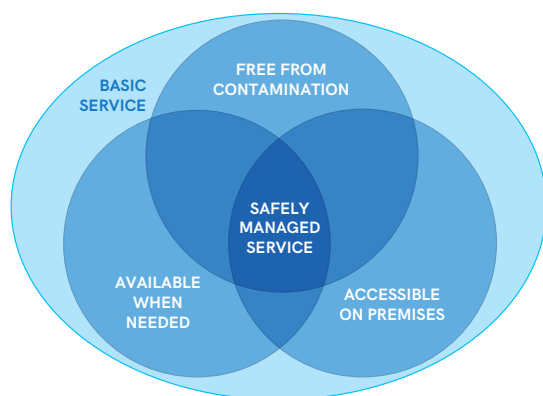 FREE FROM
CONTAMINATION
BASIC
SERVICE
SAFELY
MANAGED
SERVICE
AVAILABLE
WHEN
NEEDED
ACCESSIBLE
ON PREMISES